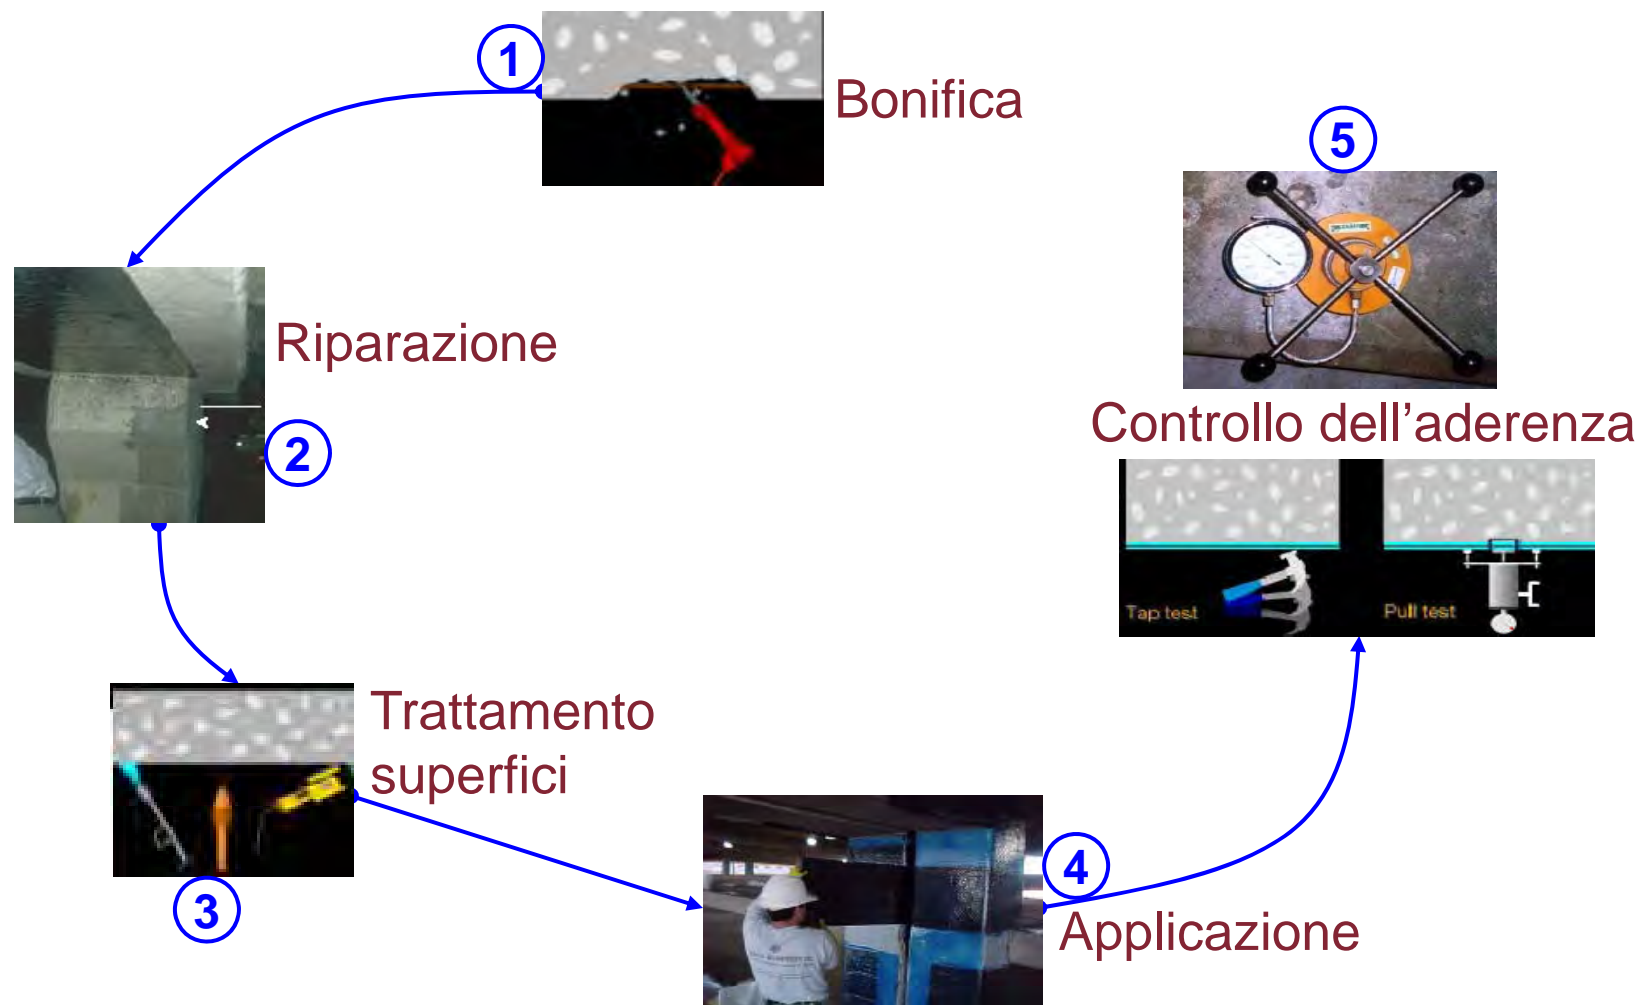 1
Bonifica
5
Riparazione
2
Controllo dell’aderenza
Tap test
Pull test
Trattamento
superfici
3
4
Applicazione